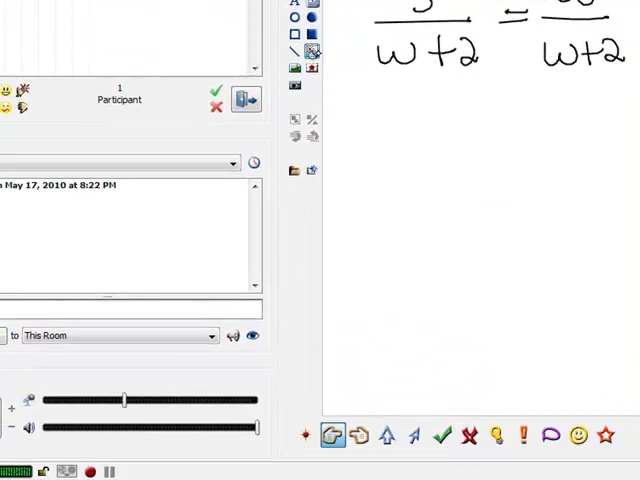 1
Participant
May 17, 2010 at 8:22 PM
to This Room
=
w+2 w+2